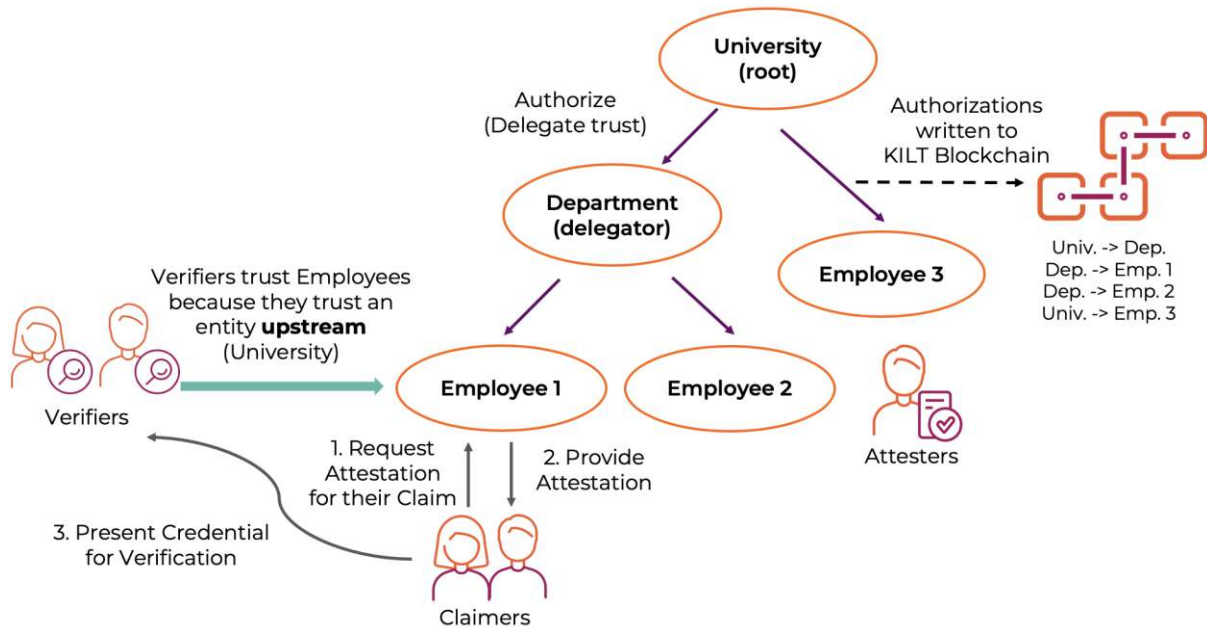 University
(root)
Authorize
(Delegate trust)
Authorizations
written to
KILT Blockchain
Department
(delegator)
Employee 3
Univ. -> Dep.
Dep. -> Emp. 1
Dep. -> Emp. 2
Univ. -> Emp. 3
Verifiers trust Employees
because they trust an
entity upstream
(University)
Verifiers
Employee 1
Employee 2
Attesters
1. Request
Attestation
for their Claim
2. Provide
Attestation
3. Present Credential
for Verification
Claimers